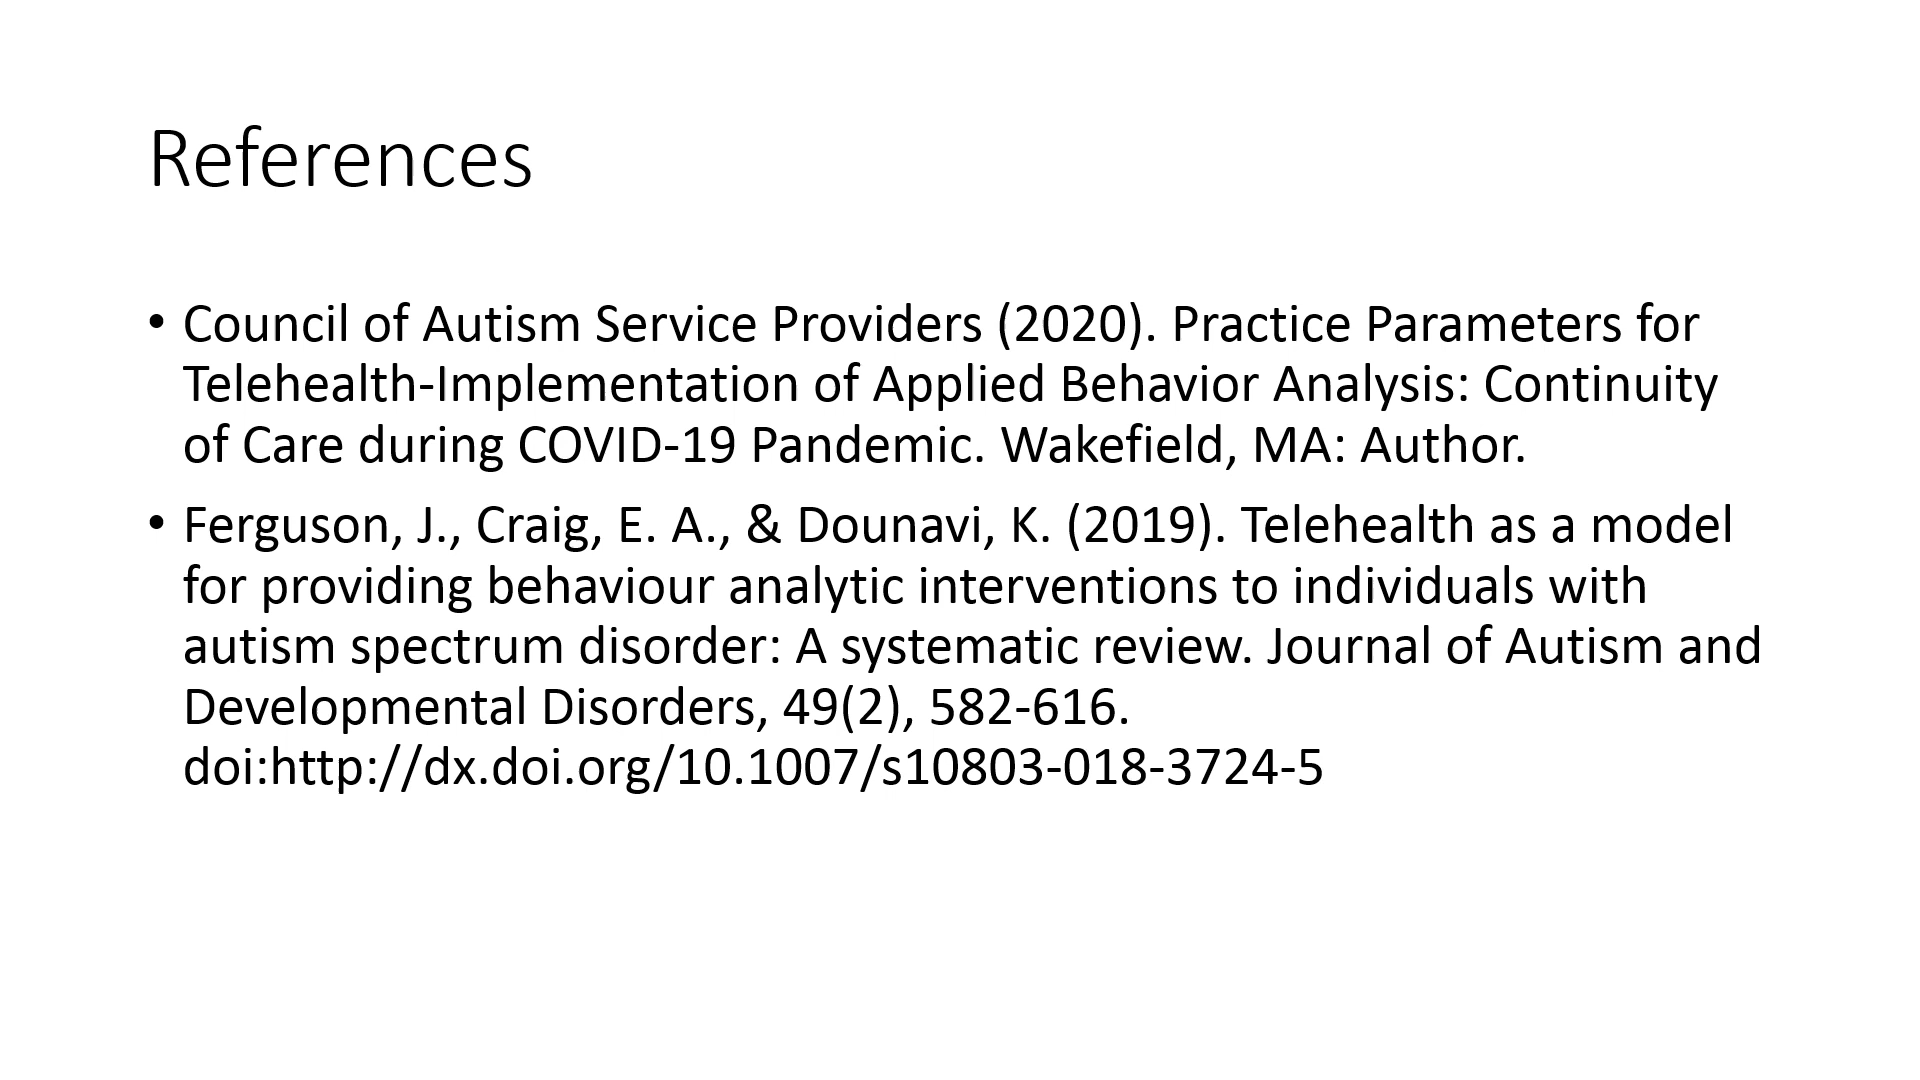 References
• Council of Autism Service Providers (2020). Practice Parameters for
Telehealth-Implementation of Applied Behavior Analysis: Continuity
of Care during COVID-19 Pandemic. Wakefield, MA: Author.
• Ferguson, J., Craig, E. A., & Dounavi, K. (2019). Telehealth as a model
for providing behaviour analytic interventions to individuals with
autism spectrum disorder: A systematic review. Journal of Autism and
Developmental Disorders, 49(2), 582-616.
doi:http://dx.doi.org/10.1007/s10803-018-3724-5